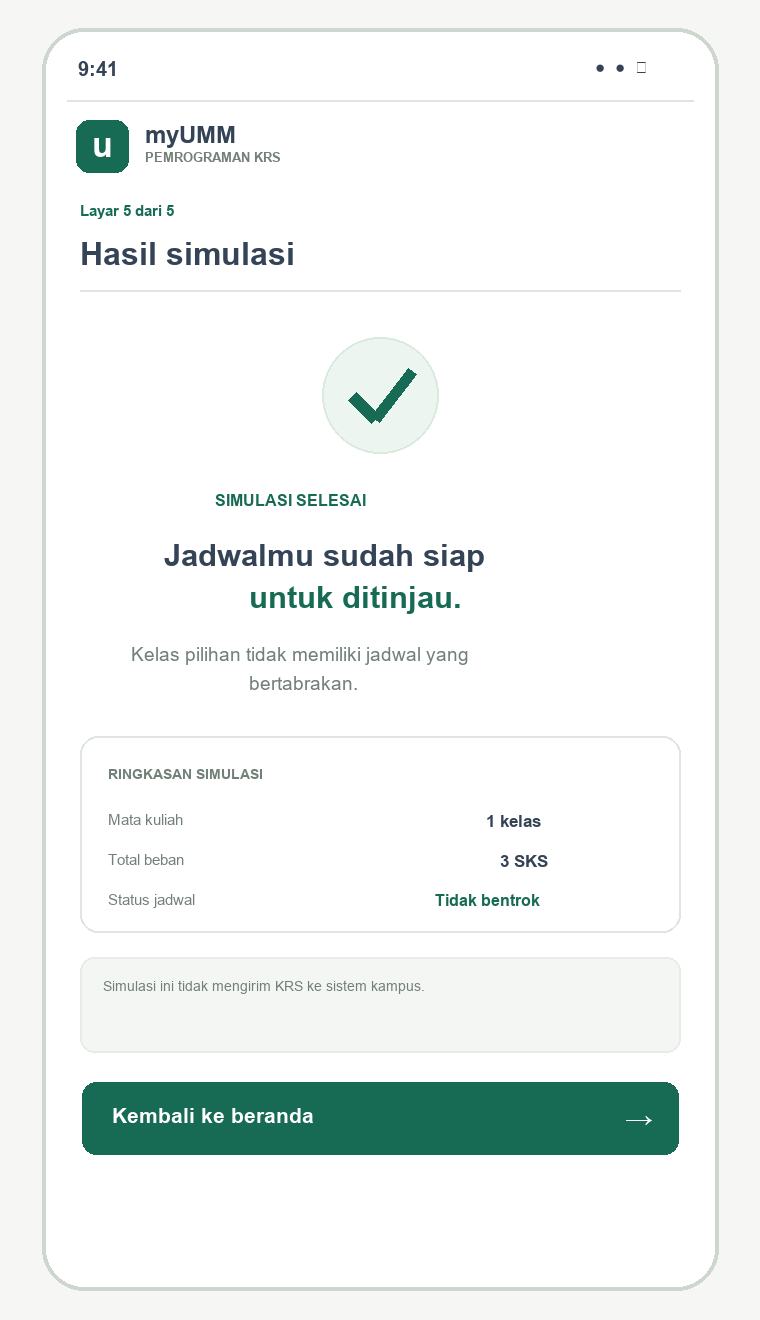 9:41
u
myUMM
PEMROGRAMAN KRS
Layar 5 dari 5
Hasil simulasi
SIMULASI SELESAI
Jadwalmu sudah siap
untuk ditinjau.
Kelas pilihan tidak memiliki jadwal yang
bertabrakan.
RINGKASAN SIMULASI
Mata kuliah 1 kelas
Total beban 3 SKS
Status jadwal Tidak bentrok
Simulasi ini tidak mengirim KRS ke sistem kampus.
Kembali ke beranda →